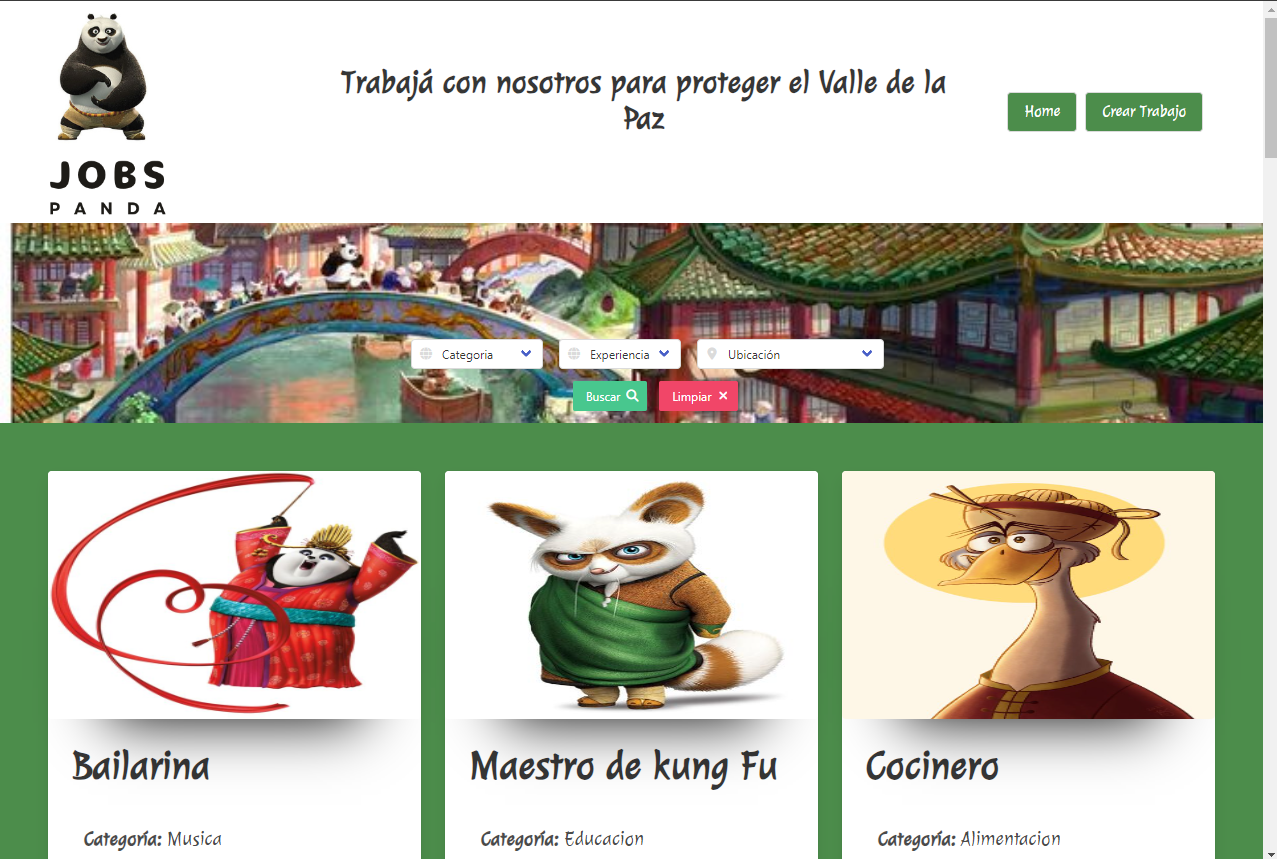 JOBS
PANDA
Trabajá con nosotros para proteger el Valle de la
Paz
Home
Crear Trabajo
Categoria
Experiencia
Ubicación
Buscar
Limpiar
Bailarina
Maestro de kung Fu
Cocinero
Categoría: Musica
Categoría: Educacion
Categoría: Alimentacion